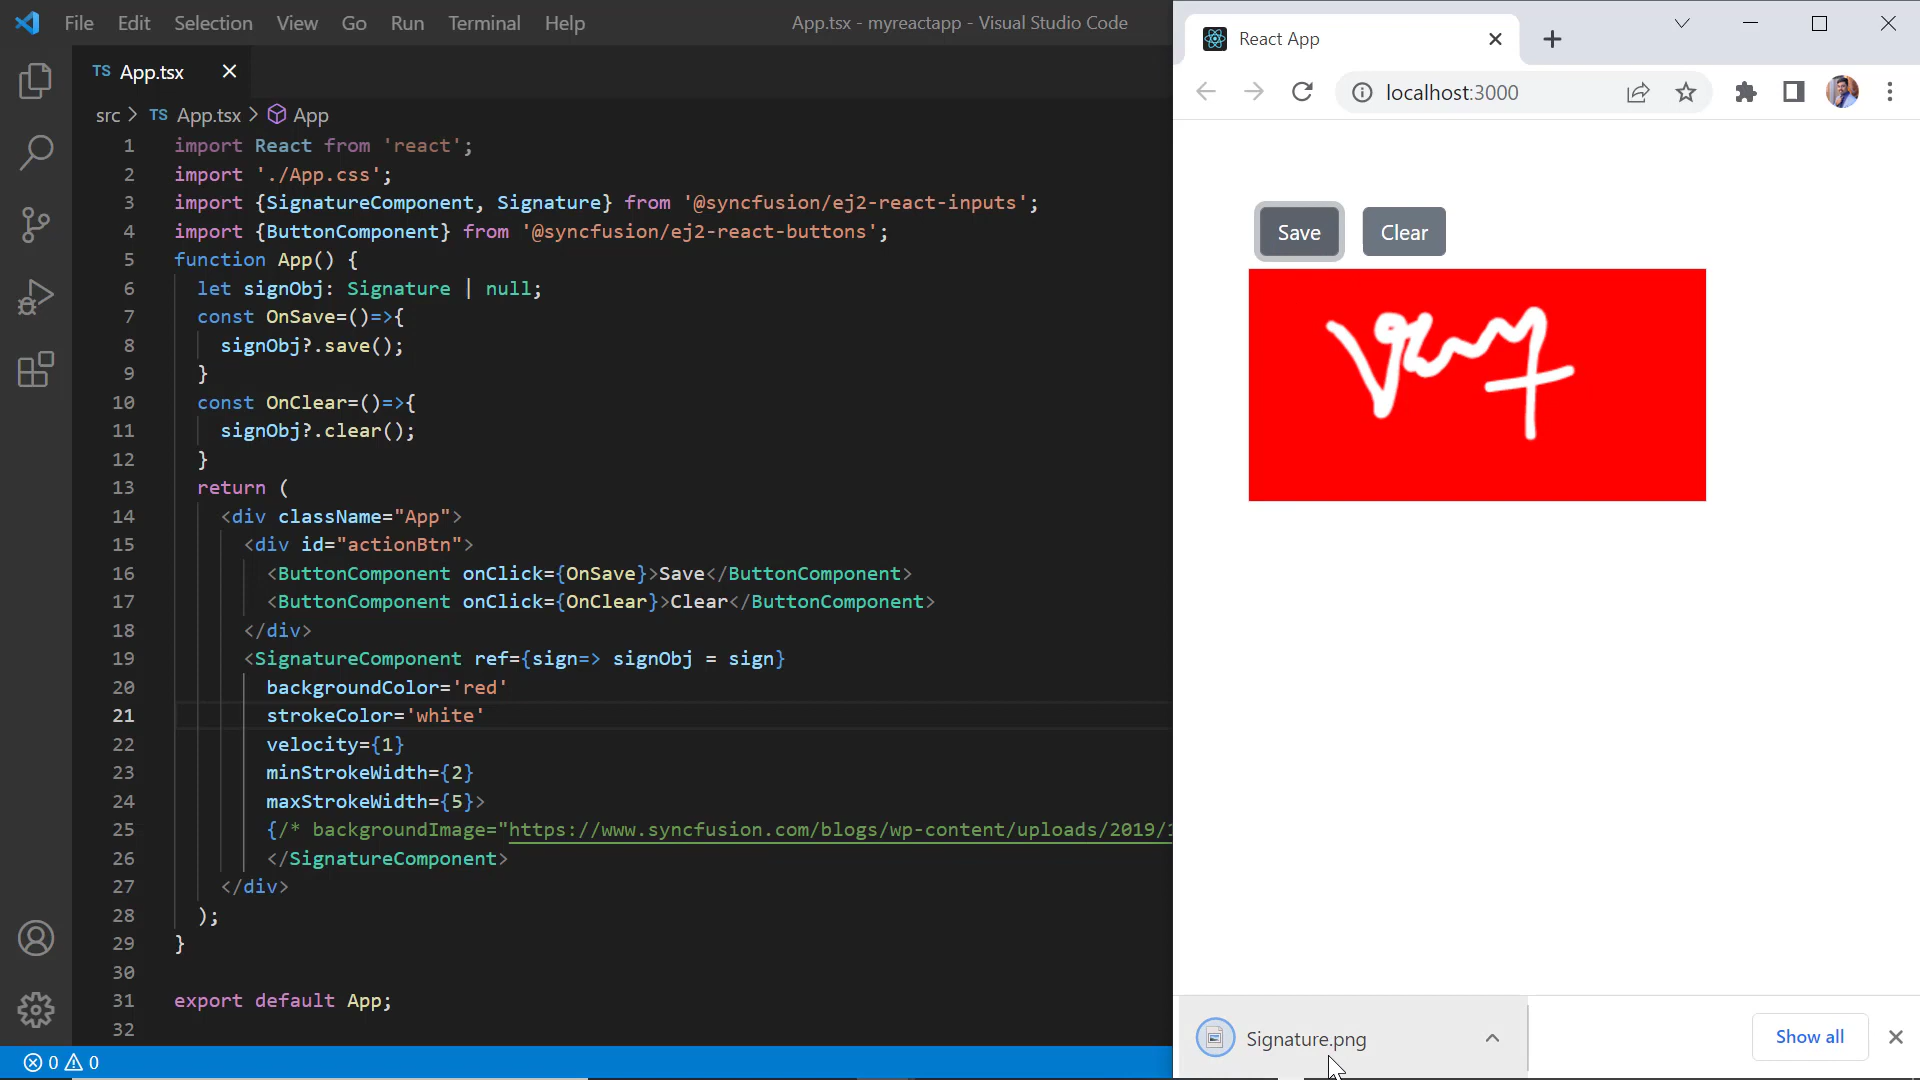 File Edit Selection View Go Run Terminal Help
App.tsx - myreactapp - Visual Studio Code
TS App.tsx
src > TS App.tsx > App
1 import React from 'react';
2 import './App.css';
3 import {SignatureComponent, Signature} from '@syncfusion/ej2-react-inputs';
4 import {ButtonComponent} from '@syncfusion/ej2-react-buttons';
5 function App() {
6 let signObj: Signature | null;
7 const OnSave=()=>{
8 signObj?.save();
9 }
10 const OnClear=()=>{
11 signObj?.clear();
12 }
13 return (
14 <div className="App">
15 <div id="actionBtn">
16 <ButtonComponent onClick={OnSave}>Save</ButtonComponent>
17 <ButtonComponent onClick={OnClear}>Clear</ButtonComponent>
18 </div>
19 <SignatureComponent ref={sign=> signObj = sign}
20 backgroundColor='red'
21 strokeColor='white'
22 velocity={1}
23 minStrokeWidth={2}
24 maxStrokeWidth={5}>
25 {/* backgroundImage="https://www.syncfusion.com/blogs/wp-content/uploads/2019/
26 </SignatureComponent>
27 </div>
28 );
29 }
30
31 export default App;
32
0 0
React App
localhost:3000
Save Clear
Signature.png
Show all